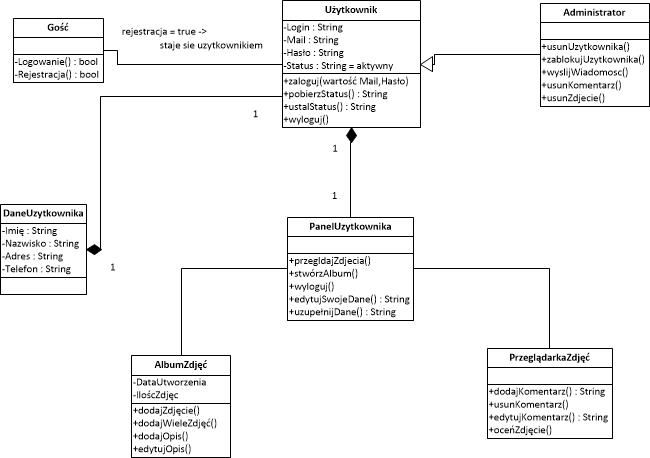 Gość
-Logowanie() : bool
-Rejestracja() : bool
rejestracja = true ->
staje sie uzytkownikiem
Użytkownik
-Login : String
-Mail : String
-Hasło : String
-Status : String = aktywny
+zaloguj(wartość Mail,Hasło)
+pobierzStatus() : String
+ustalStatus() : String
+wyloguj()
Administrator
+usunUzytkownika()
+zablokujUzytkownika()
+wyslijWiadomosc()
+usunKomentarz()
+usunZdjecie()
1
1
1
1
DaneUzytkownika
-Imię : String
-Nazwisko : String
-Adres : String
-Telefon : String
PanelUzytkownika
+przegldajZdjecia()
+stwórzAlbum()
+wyloguj()
+edytujSwojeDane() : String
+uzupełnijDane() : String
AlbumZdjęć
-DataUtworzenia
-IlośćZdjęc
+dodajZdjęcie()
+dodajWieleZdjęć()
+dodajOpis()
+edytujOpis()
PrzeglądarkaZdjęć
+dodajKomentarz() : String
+usunKomentarz()
+edytujKomentarz() : String
+oceńZdjęcie()